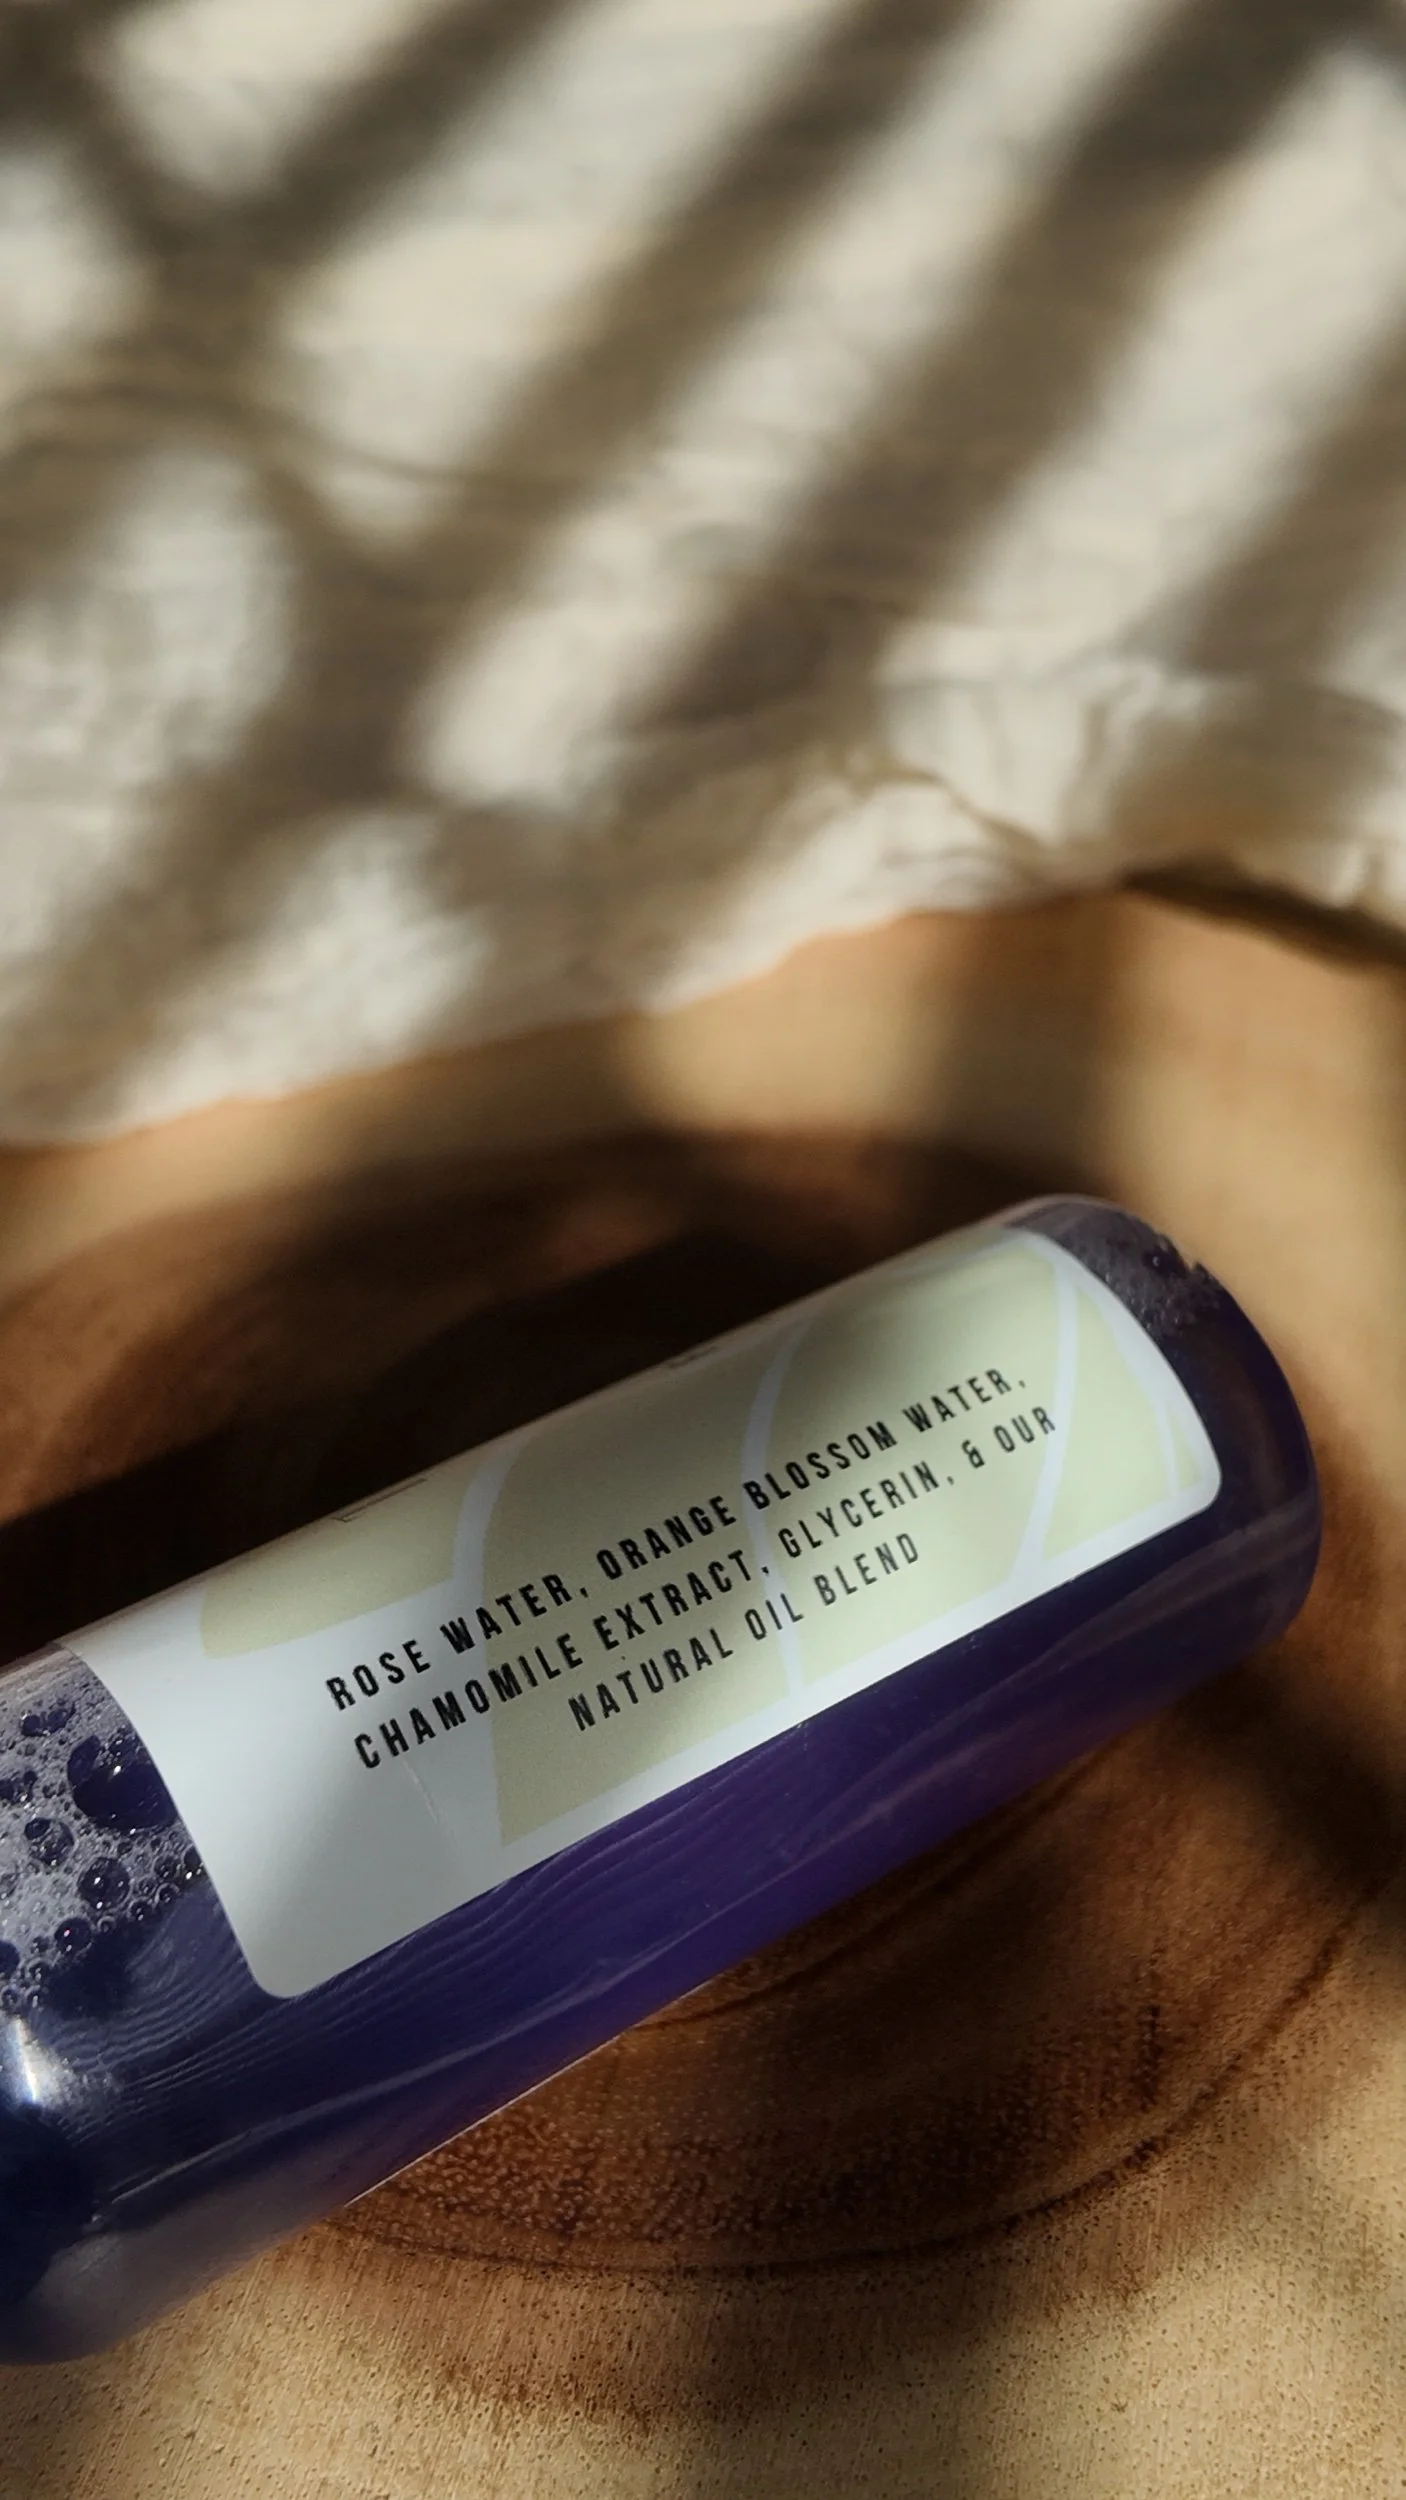 ROSE WATER, ORANGE BLOSSOM WATER,
CHAMOMILE EXTRACT, GLYCERIN, & OUR
NATURAL OIL BLEND